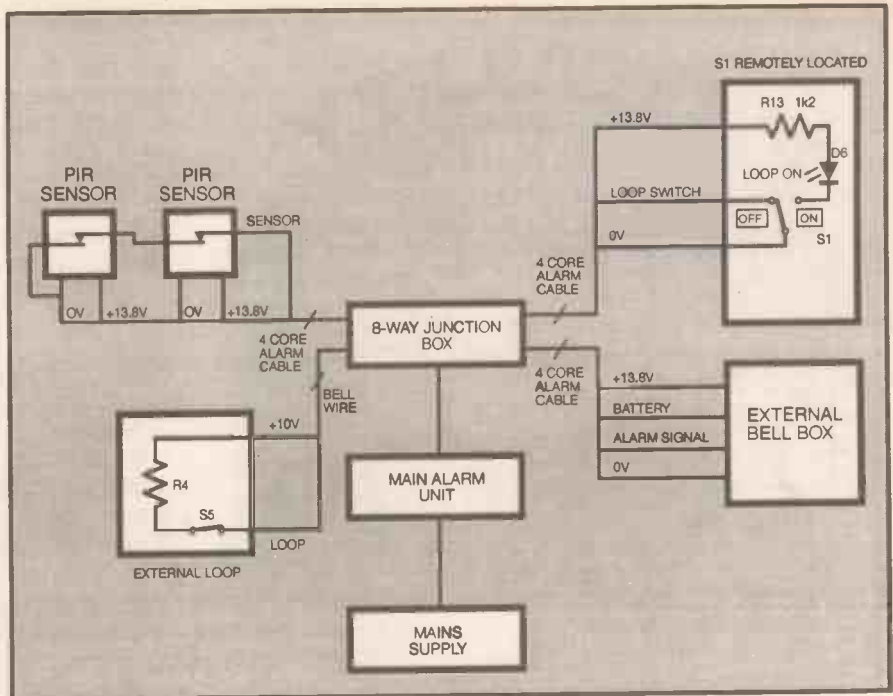 S1 REMOTELY LOCATED
R13 1k2
+13.8V
D6
LOOP ON
LOOP SWITCH
OFF
ON
0V
S1
PIR
SENSOR
PIR
SENSOR
SENSOR
0V
+13.8V
0V
+13.8V
4 CORE
ALARM
CABLE
4 CORE
ALARM
CABLE
8-WAY JUNCTION
BOX
4 CORE
ALARM
CABLE
BELL
WIRE
+13.8V
BATTERY
ALARM SIGNAL
0V
EXTERNAL
BELL BOX
+10V
R4
S5
LOOP
EXTERNAL LOOP
MAIN ALARM
UNIT
MAINS
SUPPLY